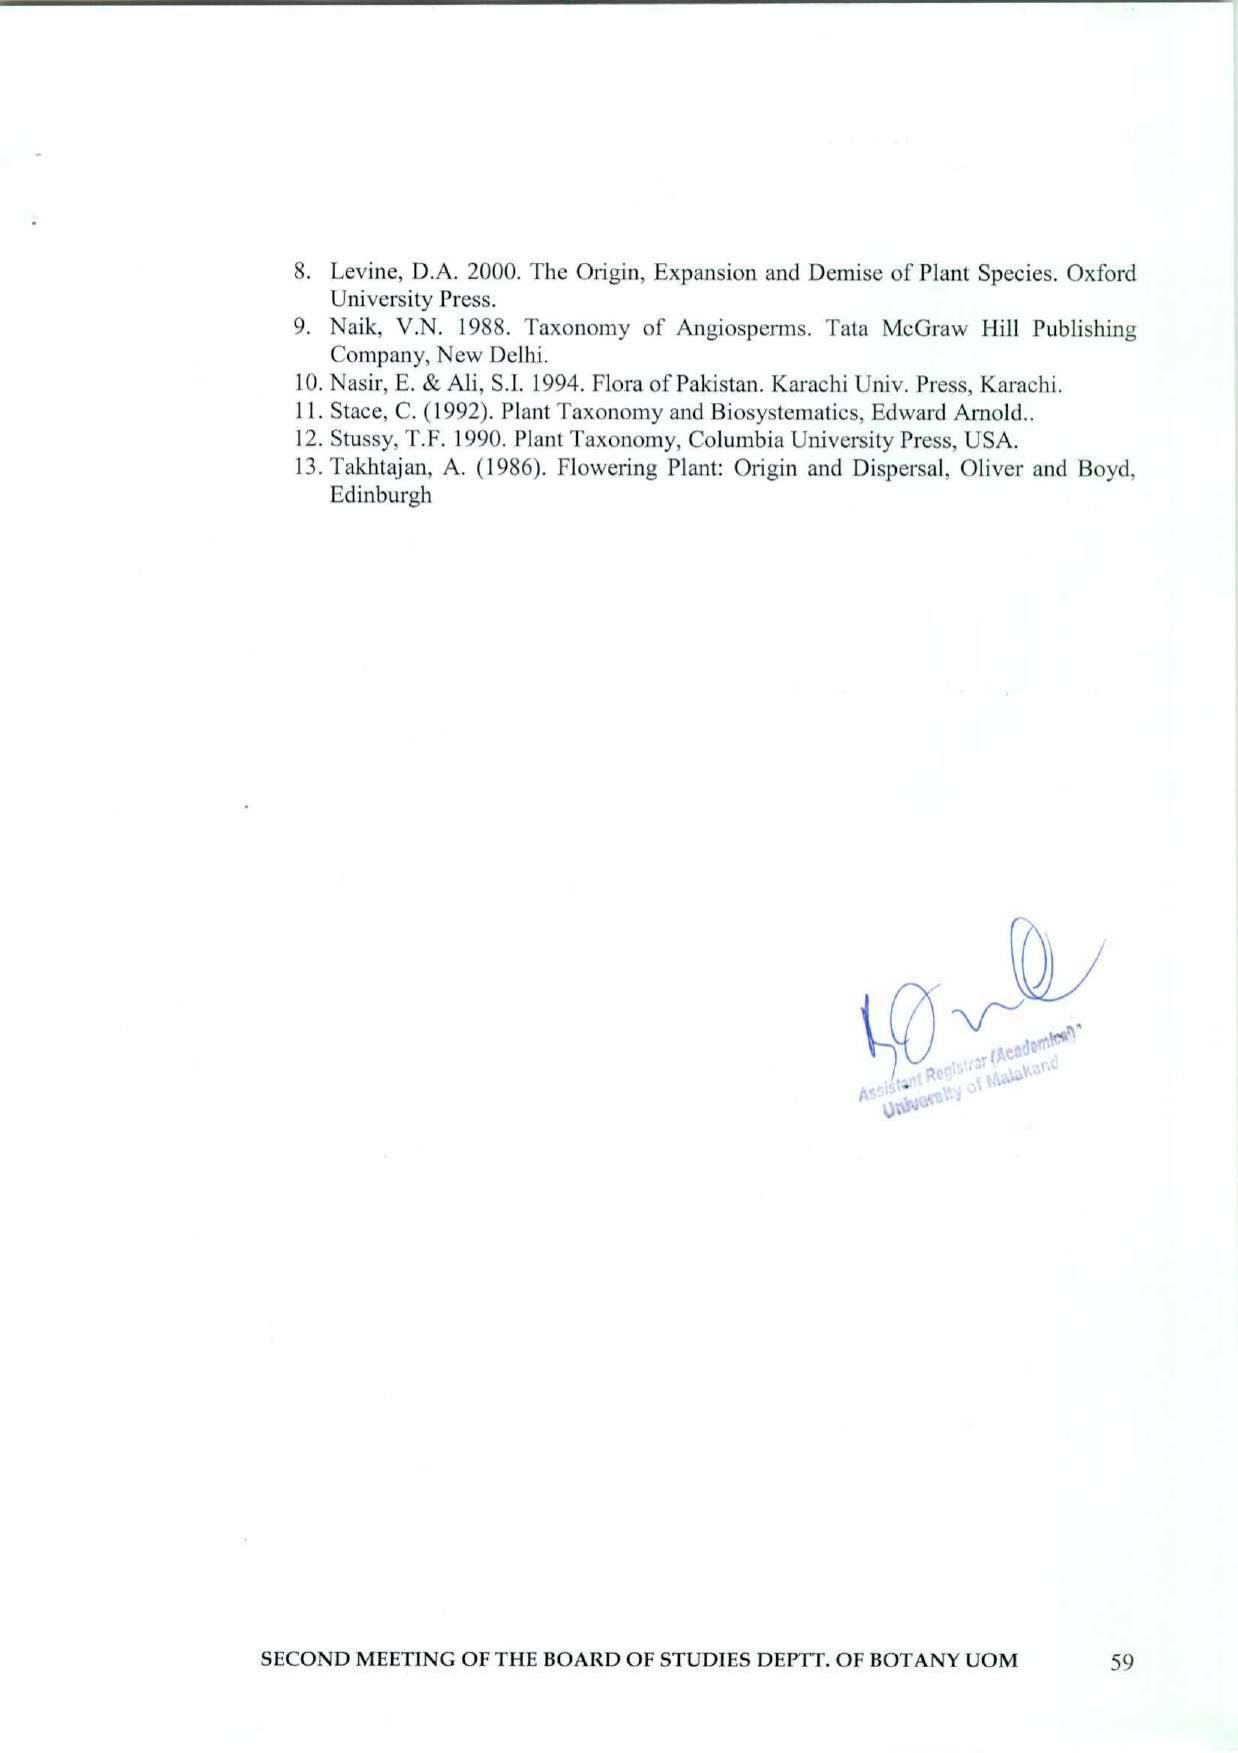 8. Levine, D.A. 2000. The Origin, Expansion and Demise of Plant Species. Oxford
University Press.
9. Naik, V.N. 1988. Taxonomy of Angiosperms. Tata McGraw Hill Publishing
Company, New Delhi.
10. Nasir, E. & Ali, S.I. 1994. Flora of Pakistan. Karachi Univ. Press, Karachi.
11. Stace, C. (1992). Plant Taxonomy and Biosystematics, Edward Arnold..
12. Stussy, T.F. 1990. Plant Taxonomy, Columbia University Press, USA.
13. Takhtajan, A. (1986). Flowering Plant: Origin and Dispersal, Oliver and Boyd,
Edinburgh
Assistant Registrar (Academics)
University of Malakand
SECOND MEETING OF THE BOARD OF STUDIES DEPTT. OF BOTANY UOM 59